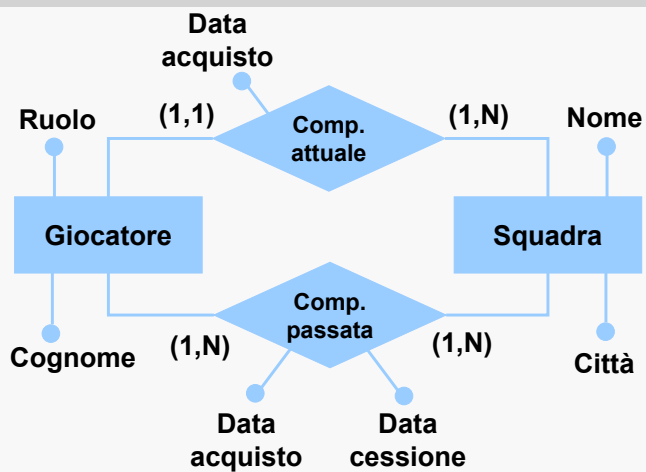 Data
acquisto
Ruolo
(1,1)
Comp.
attuale
(1,N)
Nome
Giocatore
Squadra
Comp.
passata
(1,N)
(1,N)
Cognome
Città
Data
acquisto
Data
cessione